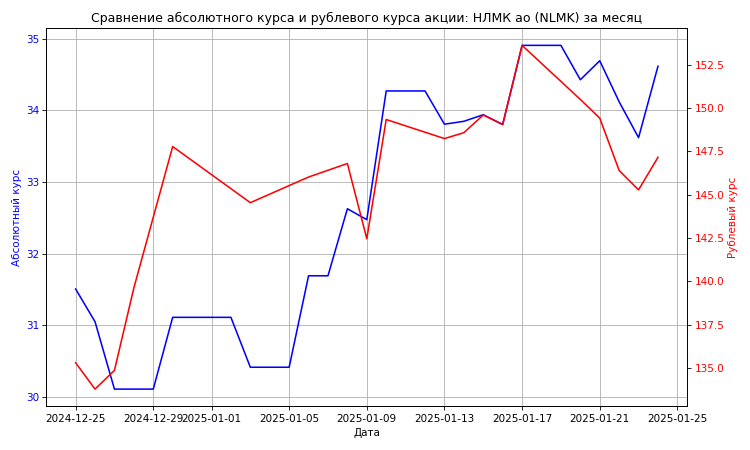 Сравнение абсолютного курса и рублевого курса акции: НЛМК ао (NLMK) за месяц
35
34
33
32
31
30
Абсолютный курс
152.5
150.0
147.5
145.0
142.5
140.0
137.5
135.0
Рублевый курс
2024-12-25 2024-12-29 2025-01-01 2025-01-05 2025-01-09 2025-01-13 2025-01-17 2025-01-21 2025-01-25
Дата